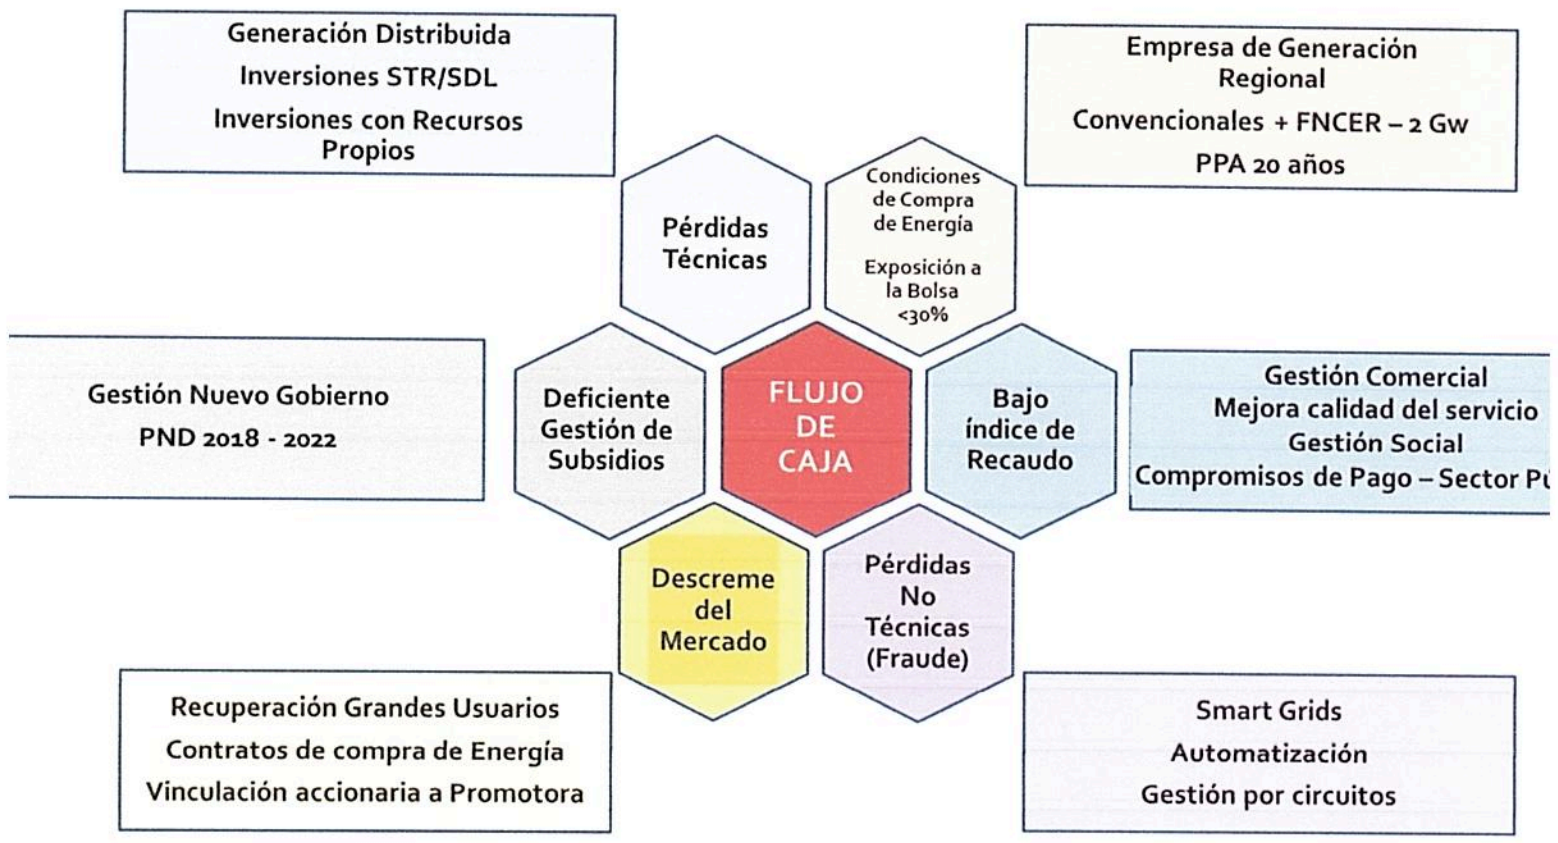 Generación Distribuida
Inversiones STR/SDL
Inversiones con Recursos
Propios
Empresa de Generación
Regional
Convencionales + FNCER – 2 Gw
PPA 20 años
Pérdidas
Técnicas
Condiciones
de Compra
de Energía
Exposición a
la Bolsa
<30%
Gestión Nuevo Gobierno
PND 2018 - 2022
Deficiente
Gestión de
Subsidios
FLUJO
DE
CAJA
Bajo
índice de
Recaudo
Gestión Comercial
Mejora calidad del servicio
Gestión Social
Compromisos de Pago – Sector
Descreme
del
Mercado
Pérdidas
No
Técnicas
(Fraude)
Recuperación Grandes Usuarios
Contratos de compra de Energía
Vinculación accionaria a Promotora
Smart Grids
Automatización
Gestión por circuitos